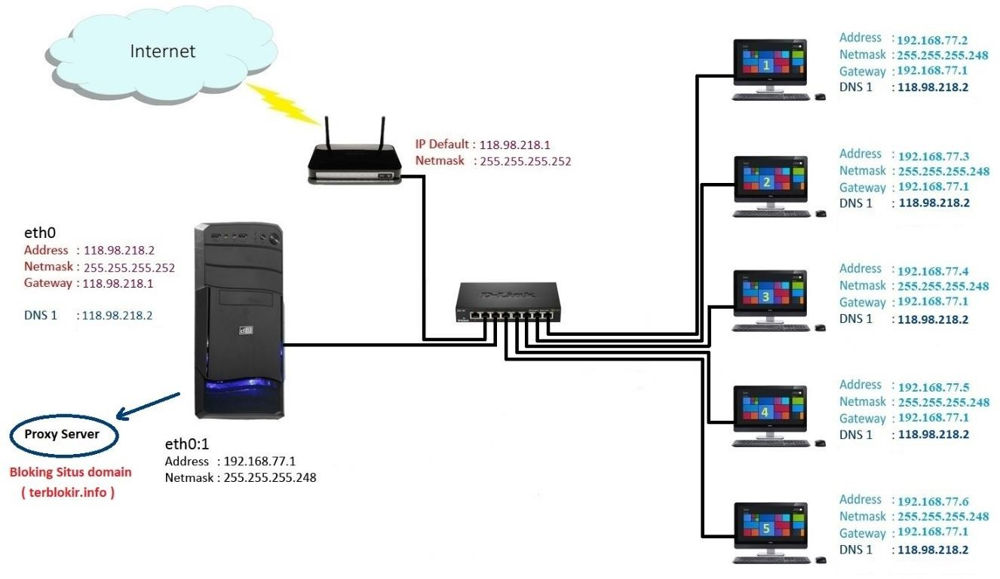 Internet
IP Default : 118.98.218.1
Netmask : 255.255.255.252
eth0
Address : 118.98.218.2
Netmask : 255.255.255.252
Gateway : 118.98.218.1
DNS 1 : 118.98.218.2
D-Link
Proxy Server
Bloking Situs domain
( terblokir.info )
eth0:1
Address : 192.168.77.1
Netmask : 255.255.255.248
1
Address : 192.168.77.2
Netmask : 255.255.255.248
Gateway : 192.168.77.1
DNS 1 : 118.98.218.2
2
Address : 192.168.77.3
Netmask : 255.255.255.248
Gateway : 192.168.77.1
DNS 1 : 118.98.218.2
3
Address : 192.168.77.4
Netmask : 255.255.255.248
Gateway : 192.168.77.1
DNS 1 : 118.98.218.2
4
Address : 192.168.77.5
Netmask : 255.255.255.248
Gateway : 192.168.77.1
DNS 1 : 118.98.218.2
5
Address : 192.168.77.6
Netmask : 255.255.255.248
Gateway : 192.168.77.1
DNS 1 : 118.98.218.2